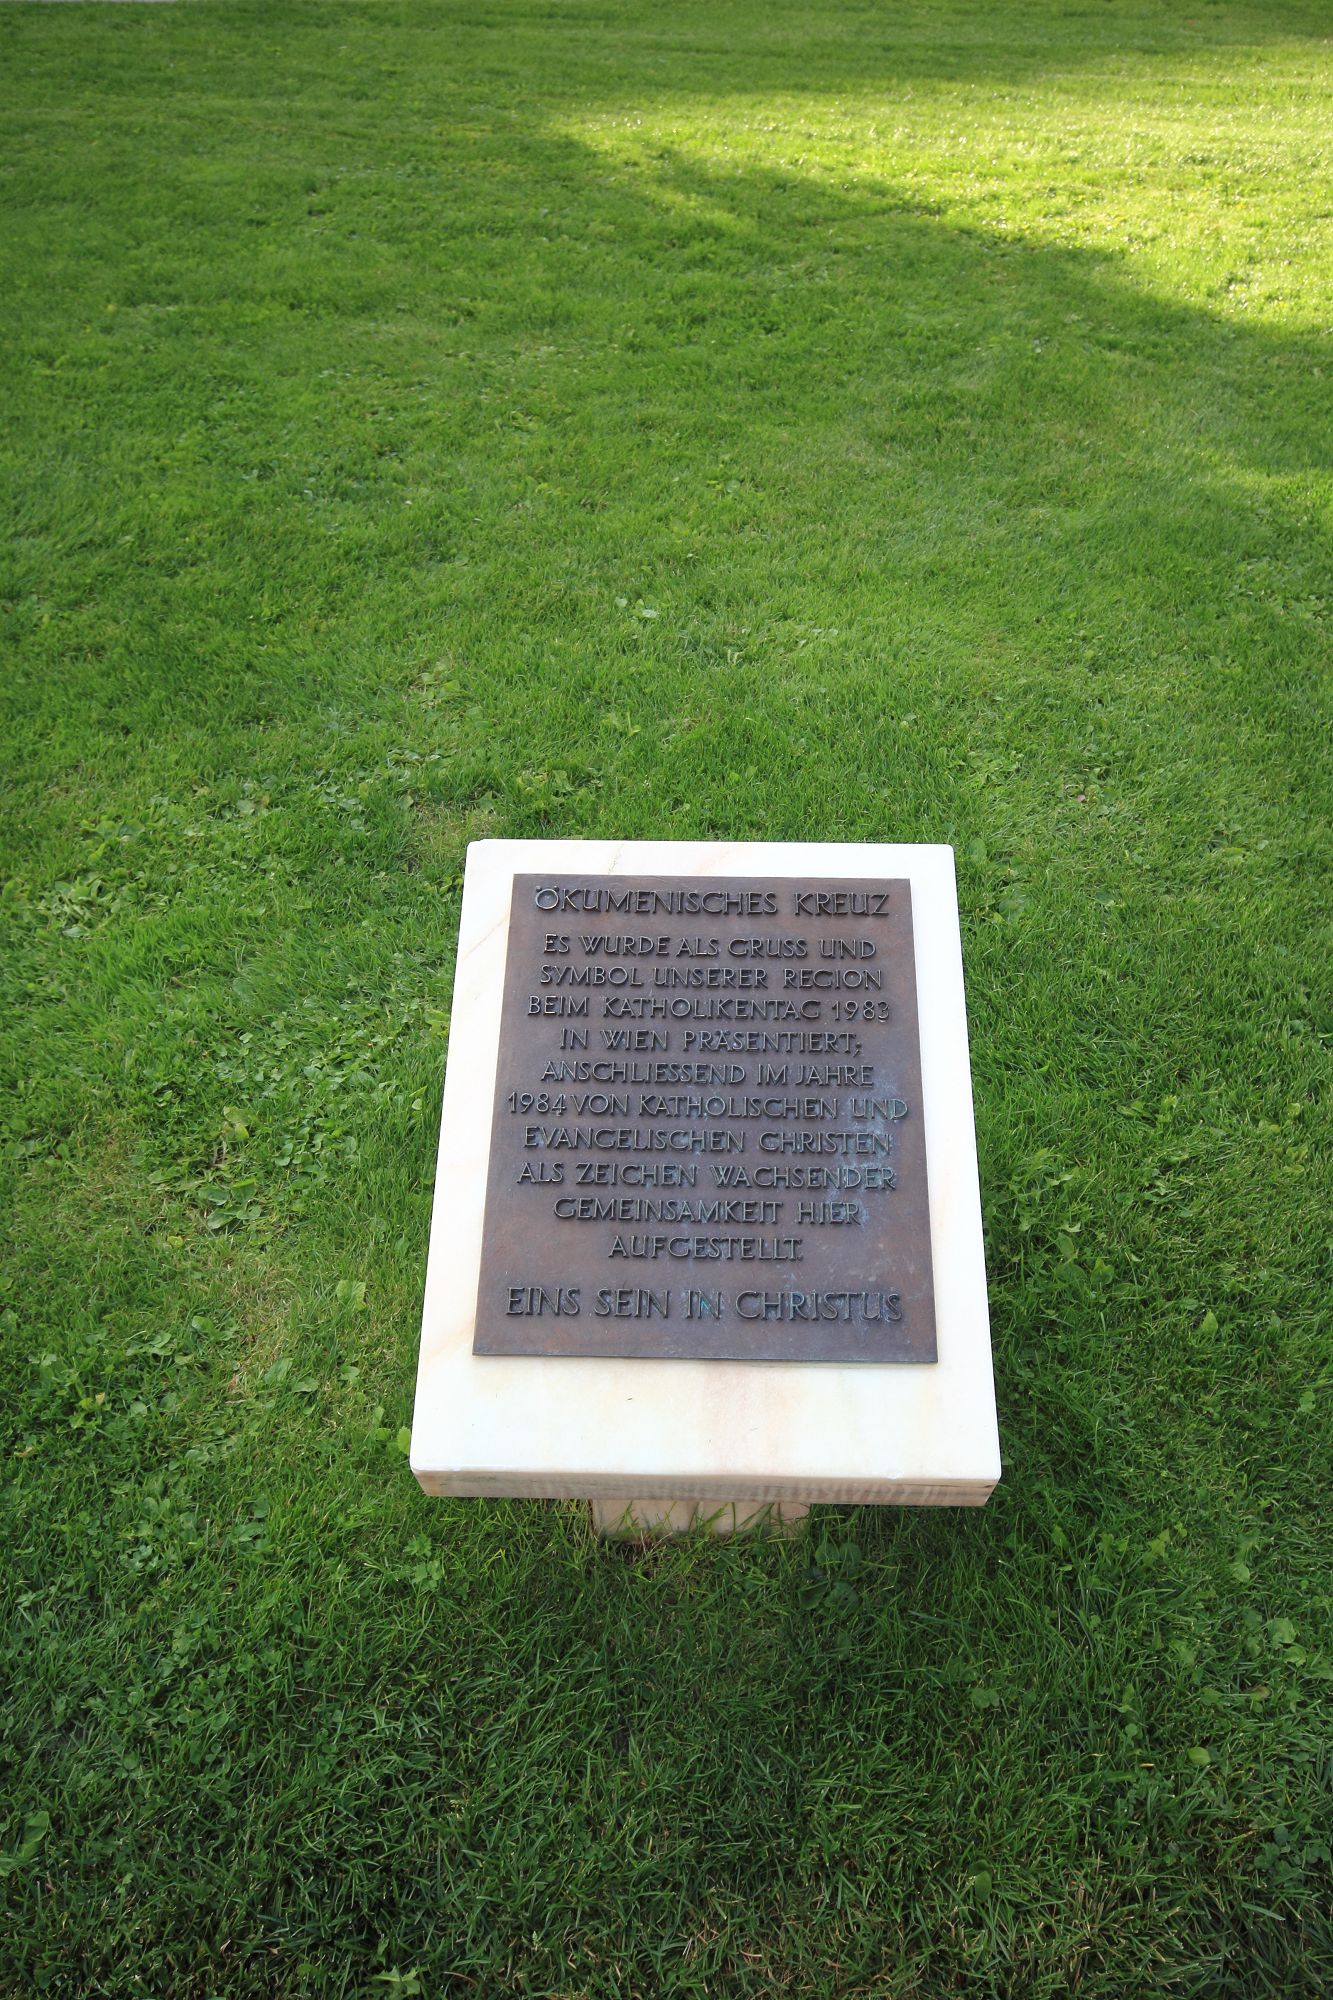 ÖKUMENISCHES KREUZ
ES WURDE ALS GRUSS UND
SYMBOL UNSERER REGION
BEIM KATHOLIKENTAG 1983
IN WIEN PRÄSENTIERT;
ANSCHLIESSEND IM JAHRE
1984 VON KATHOLISCHEN UND
EVANGELISCHEN CHRISTEN
ALS ZEICHEN WACHSENDER
GEMEINSAMKEIT HIER
AUFGESTELLT.
EINS SEIN IN CHRISTUS